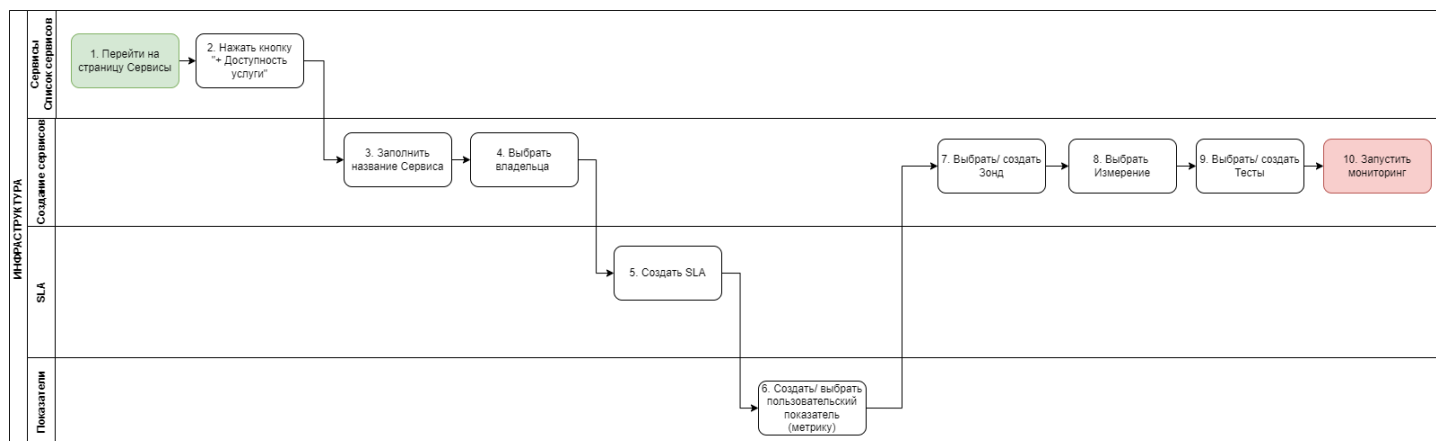 ИНФРАСТРУКТУРА
Сервисы
Список сервисов
1. Перейти на
страницу Сервисы
2. Нажать кнопку
"+ Доступность
услуги"
Создание сервисов
3. Заполнить
название Сервиса
4. Выбрать
владельца
7. Выбрать/ создать
Зонд
8. Выбрать
Измерение
9. Выбрать/ создать
Тесты
10. Запустить
мониторинг
SLA
5. Создать SLA
Показатели
6. Создать/ выбрать
пользовательский
показатель
(метрику)